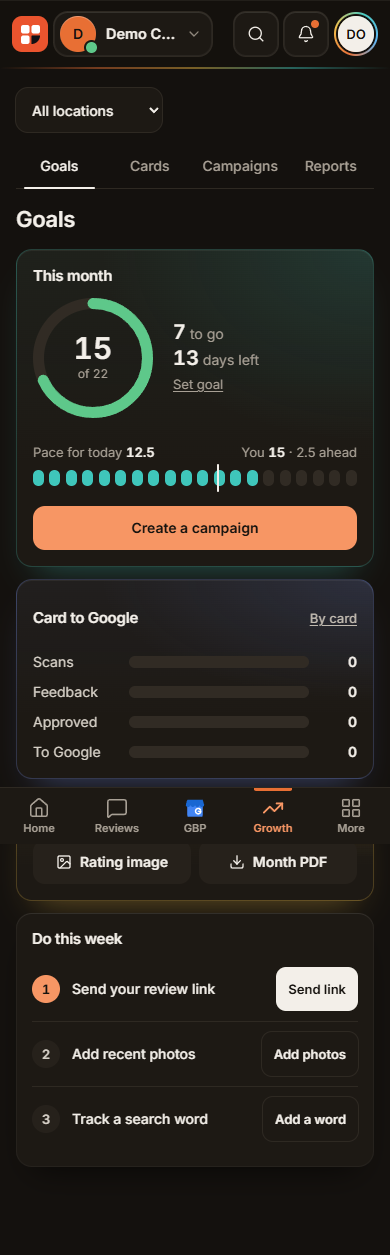 D Demo C... DO
All locations
Goals Cards Campaigns Reports
Goals
This month
15
of 22
7 to go
13 days left
Set goal
Pace for today 12.5 You 15 · 2.5 ahead
Create a campaign
Card to Google By card
Scans 0
Feedback 0
Approved 0
To Google 0
Home Reviews GBP Growth More
Rating image Month PDF
Do this week
1 Send your review link Send link
2 Add recent photos Add photos
3 Track a search word Add a word